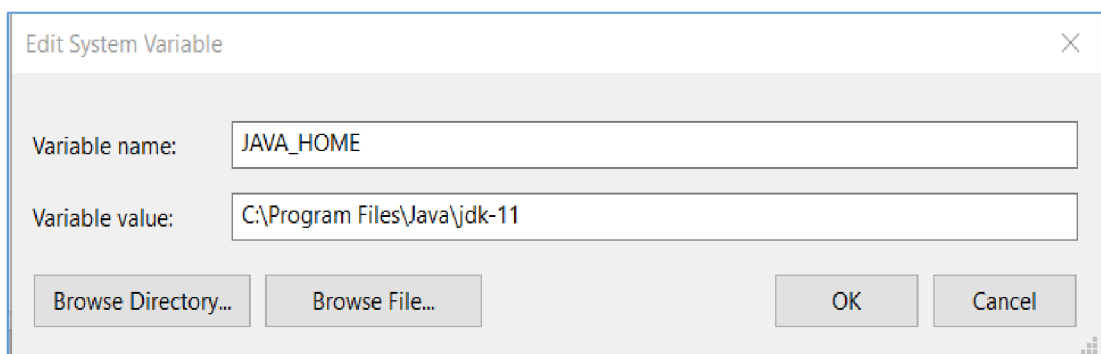 Edit System Variable
Variable name: JAVA_HOME
Variable value: C:\Program Files\Java\jdk-11
Browse Directory... Browse File... OK Cancel